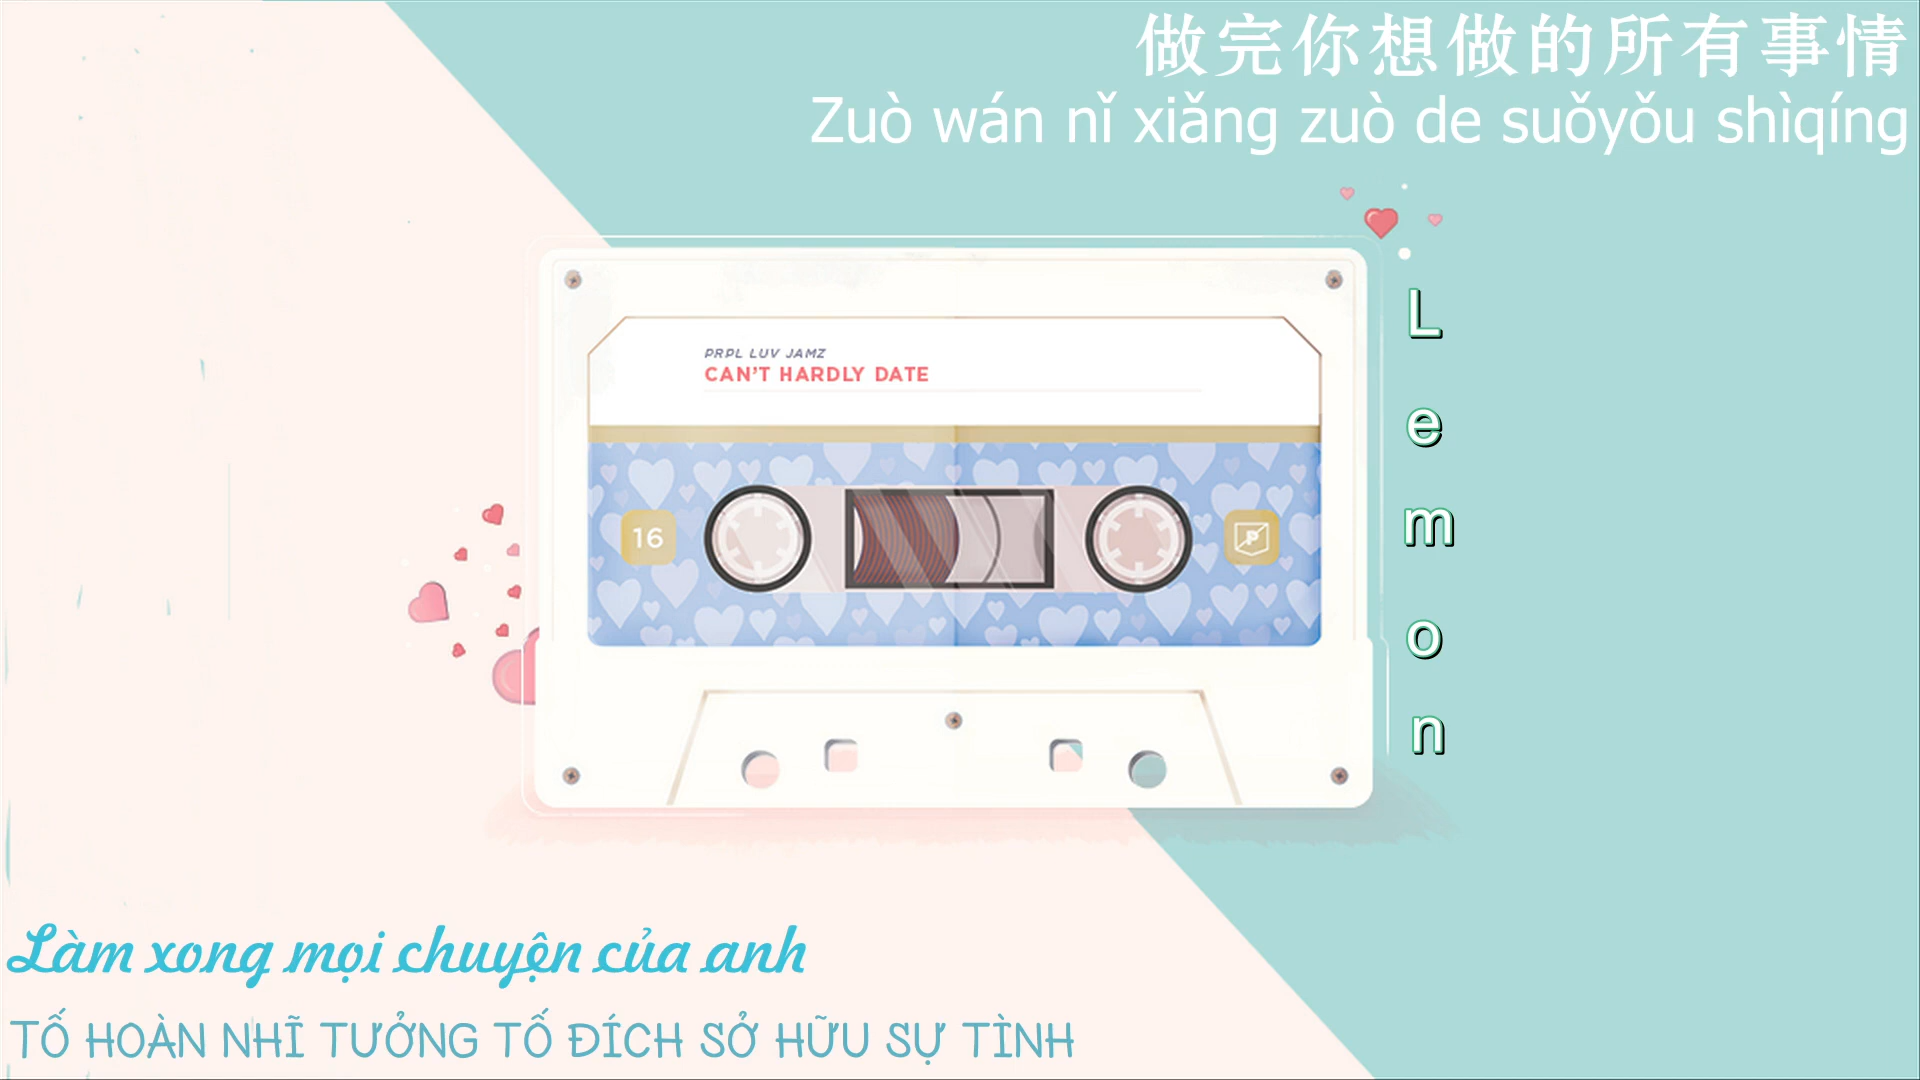 做完你想做的所有事情
Zuò wán nǐ xiǎng zuò de suǒyǒu shìqíng
PRPL LUV JAMZ
CAN'T HARDLY DATE
16
P
Lemon
Làm xong mọi chuyện của anh
TỐ HOÀN NHĨ TƯỞNG TỐ ĐÍCH SỞ HỮU SỰ TÌNH